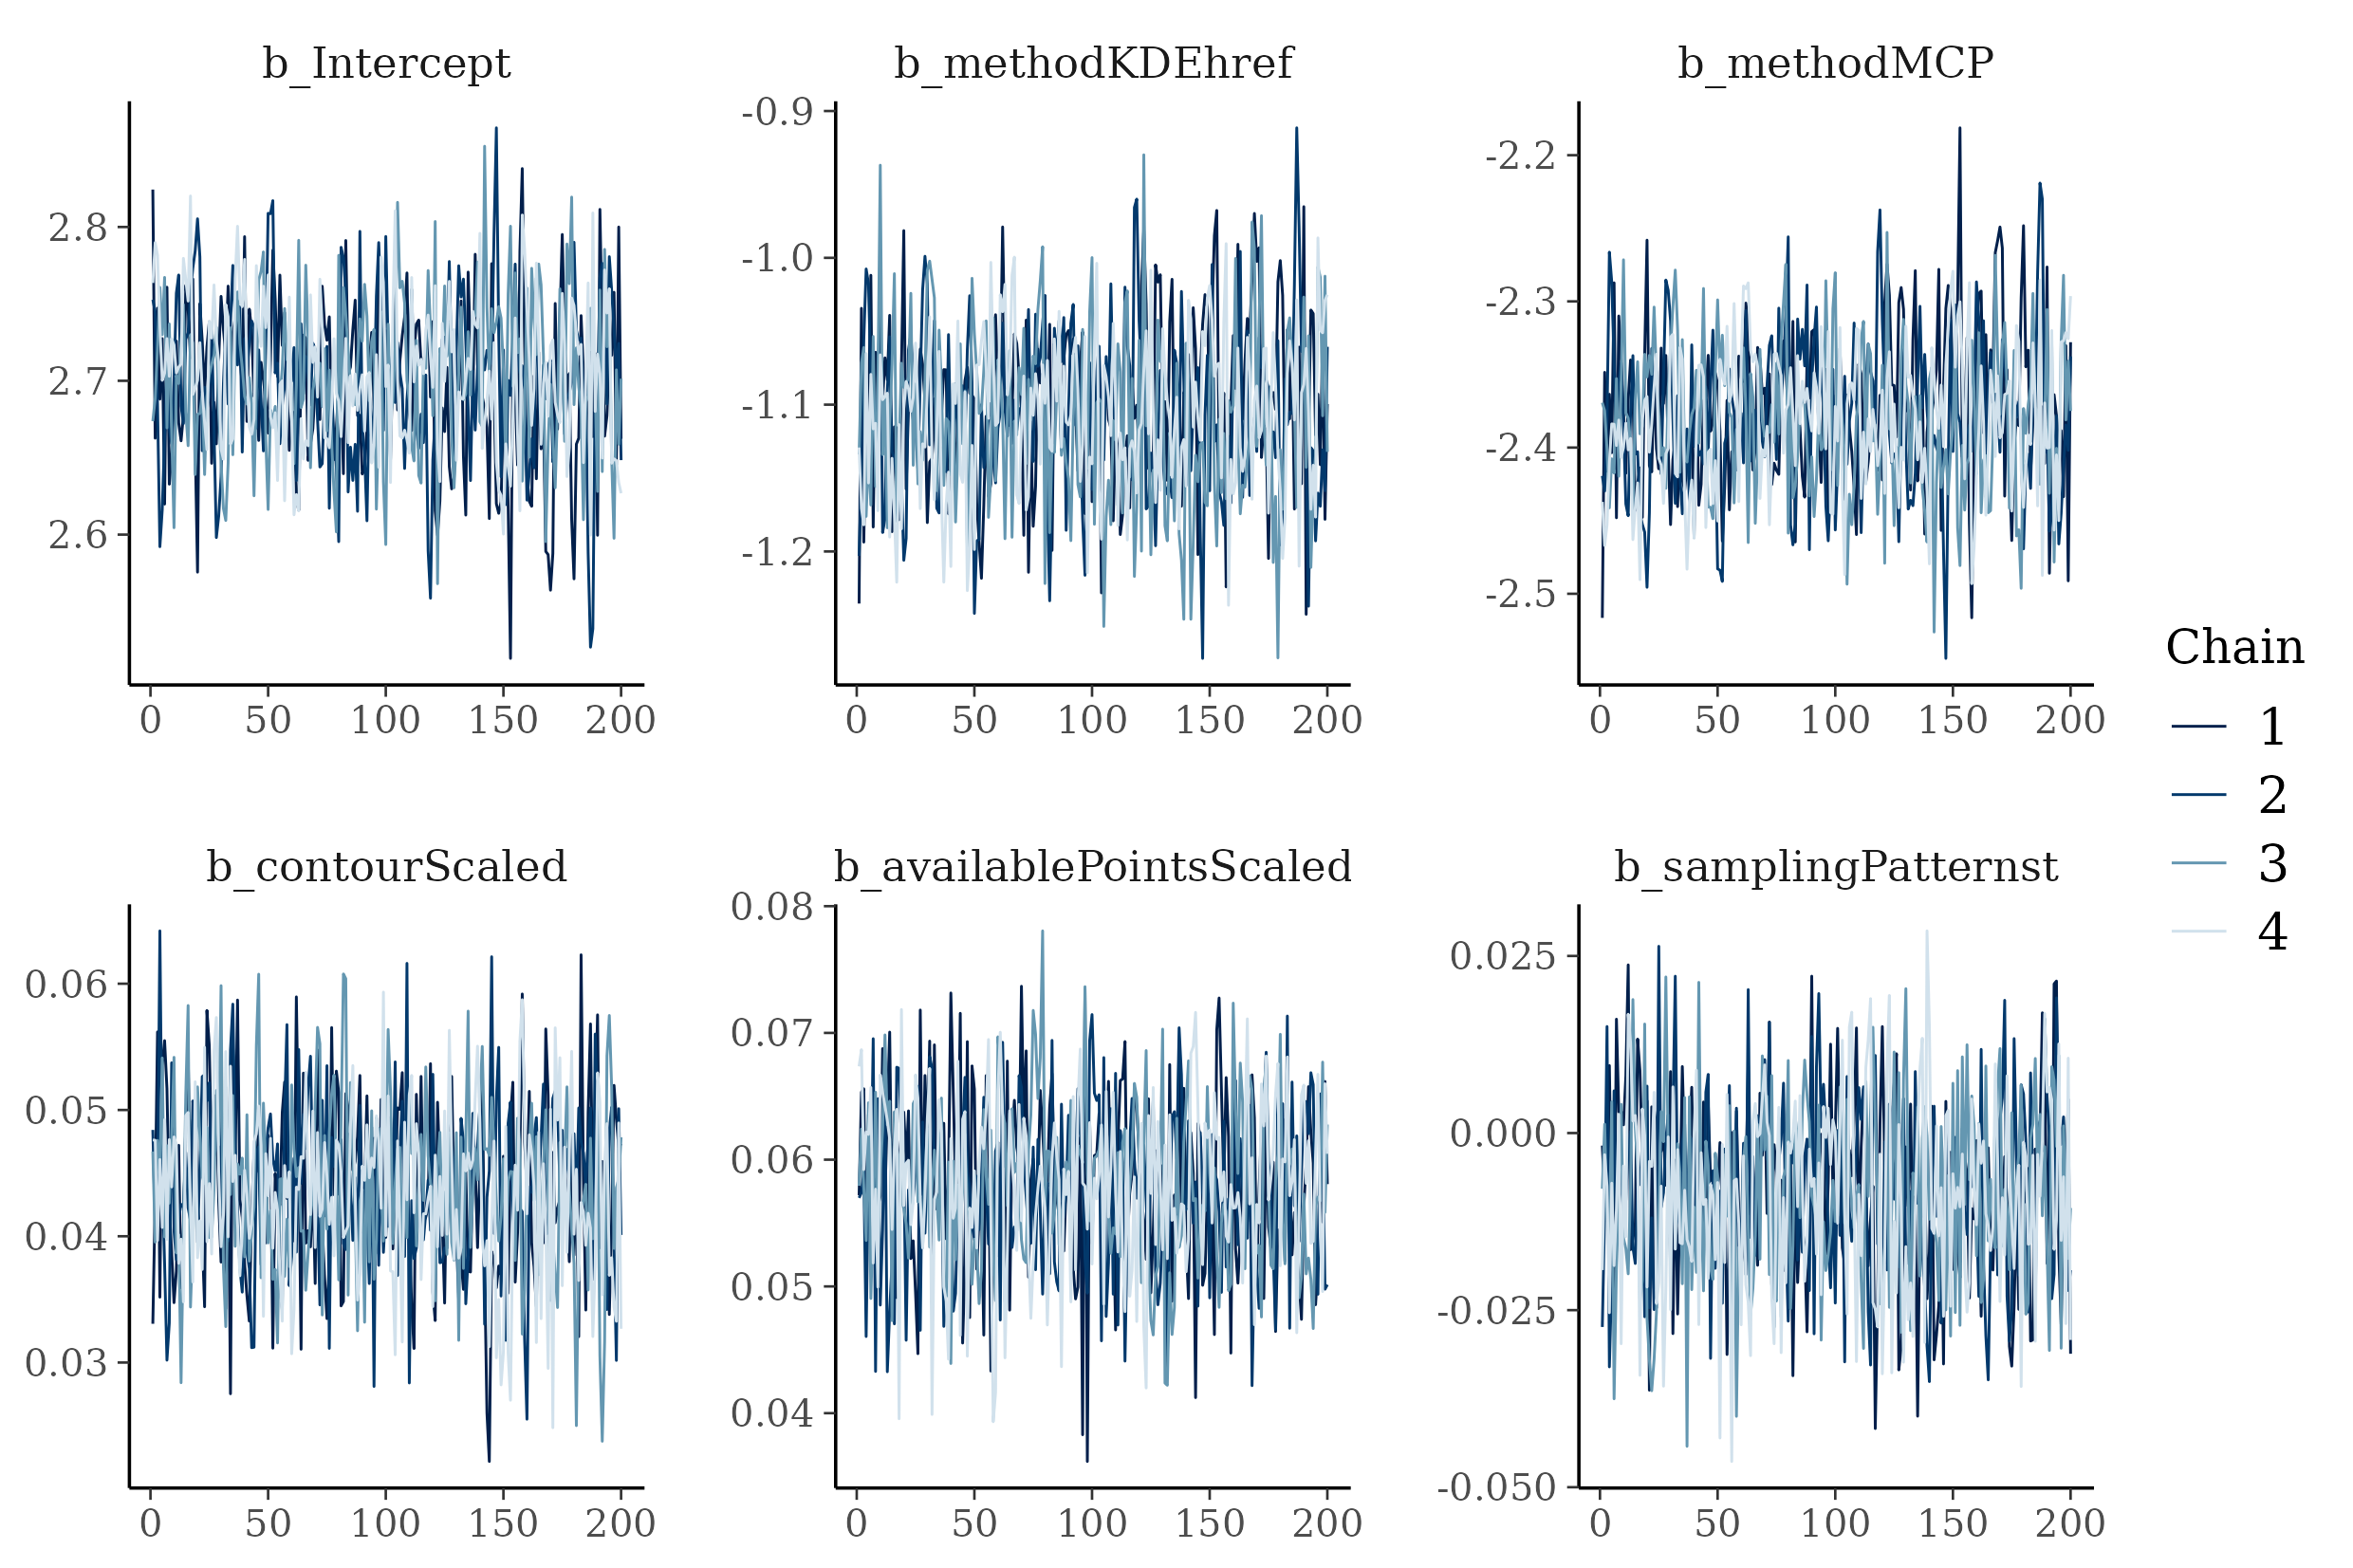 b_Intercept
2.8
2.7
2.6
0 50 100 150 200
b_methodKDEhref
-0.9
-1.0
-1.1
-1.2
0 50 100 150 200
b_methodMCP
-2.2
-2.3
-2.4
-2.5
0 50 100 150 200
b_contourScaled
0.06
0.05
0.04
0.03
0 50 100 150 200
b_availablePointsScaled
0.08
0.07
0.06
0.05
0.04
0 50 100 150 200
b_samplingPatternst
0.025
0.000
-0.025
-0.050
0 50 100 150 200
Chain
1
2
3
4